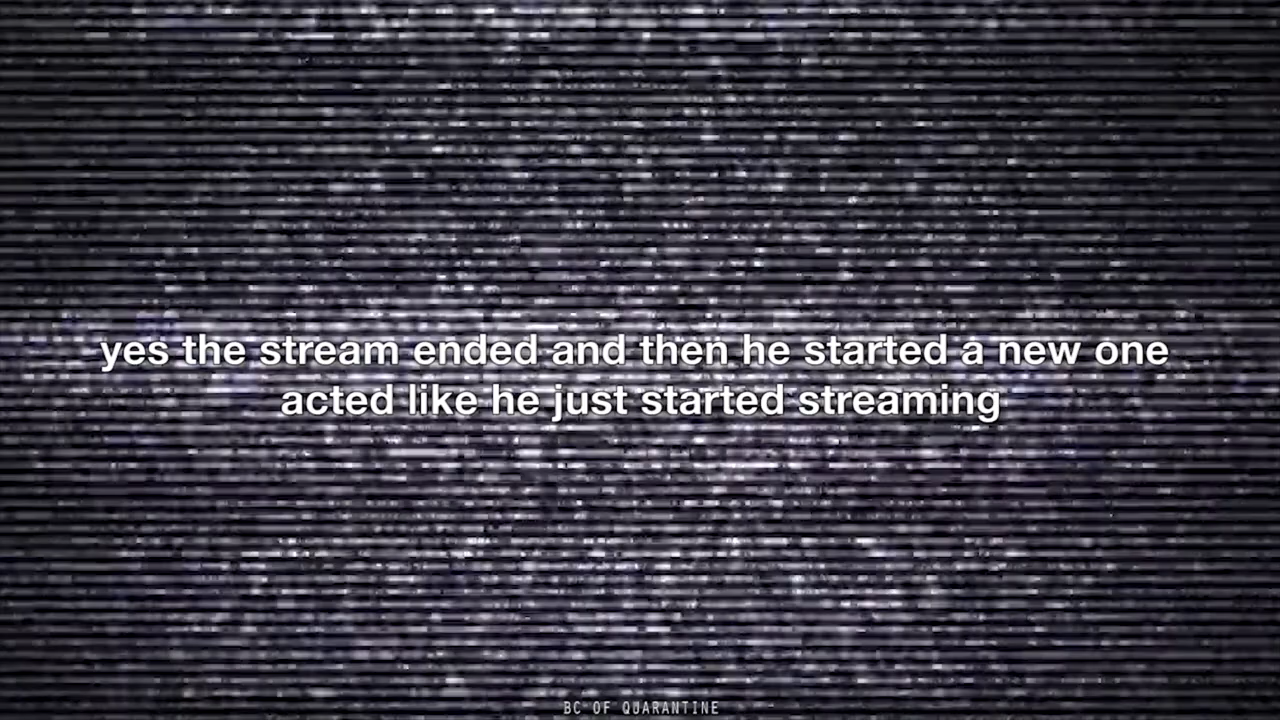 yes the stream ended and then he started a new one
acted like he just started streaming
BC OF QUARANTINE